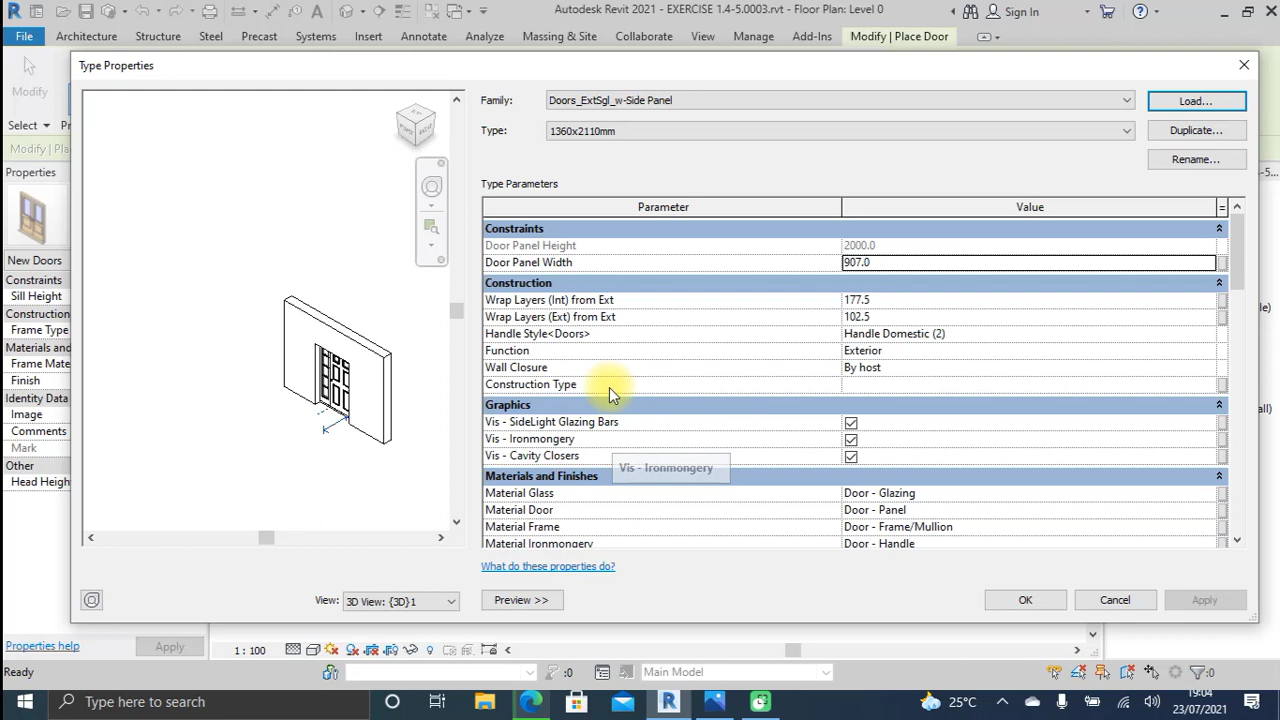 Autodesk Revit 2021 - EXERCISE 1.4-5.0003.rvt - Floor Plan: Level 0
Sign In
File
Architecture
Structure
Steel
Precast
Systems
Insert
Annotate
Analyze
Massing & Site
Collaborate
View
Manage
Add-Ins
Modify | Place Door
Type Properties
Modify
Select
Modify | Pla
Properties
New Doors
Constraints
Sill Height
Construction
Frame Type
Materials and
Frame Mate
Finish
Identity Data
Image
Comments
Mark
Other
Head Height
Properties help
Apply
Family:
Doors_ExtSgl_w-Side Panel
Load...
Type:
1360x2110mm
Duplicate...
Rename...
Type Parameters
Parameter Value =
Constraints
Door Panel Height 2000.0
Door Panel Width 907.0
Construction
Wrap Layers (Int) from Ext 177.5
Wrap Layers (Ext) from Ext 102.5
Handle Style<Doors> Handle Domestic (2)
Function Exterior
Wall Closure By host
Construction Type
Graphics
Vis - SideLight Glazing Bars
Vis - Ironmongery
Vis - Cavity Closers
Vis - Ironmongery
Materials and Finishes
Material Glass Door - Glazing
Material Door Door - Panel
Material Frame Door - Frame/Mullion
Material Ironmongery Door - Handle
What do these properties do?
View: 3D View: {3D}1
Preview >>
OK
Cancel
Apply
1 : 100
Ready
:0
Main Model
:0
Type here to search
25°C
19:04
23/07/2021